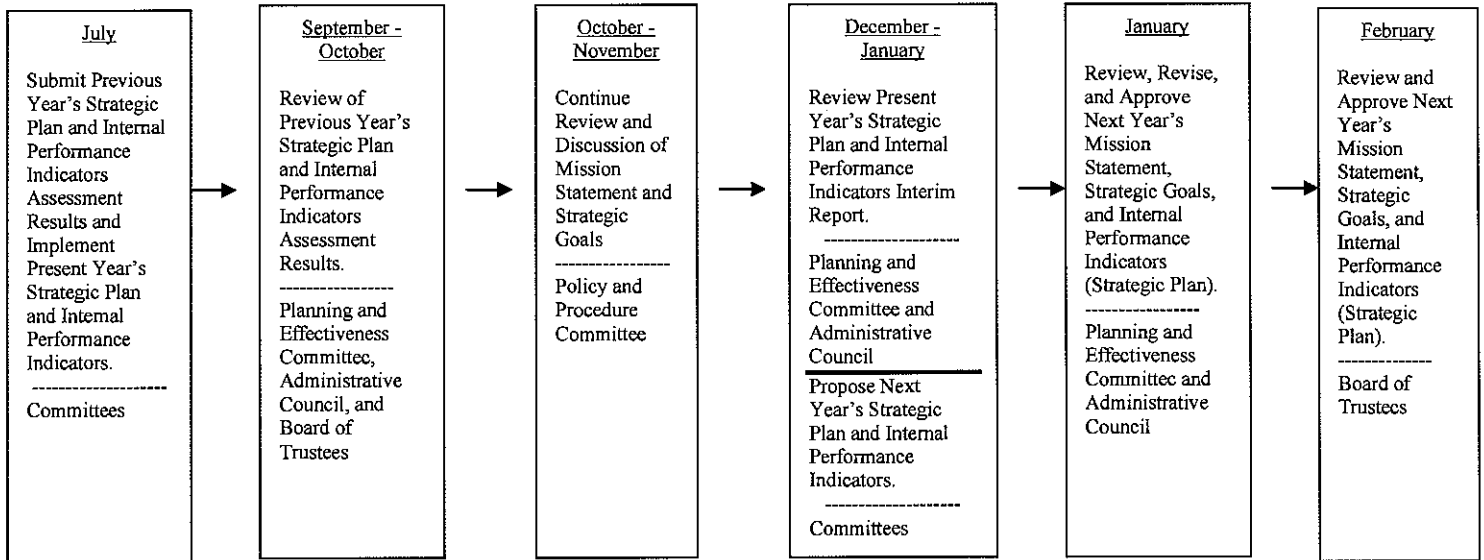 July
Submit Previous
Year's Strategic
Plan and Internal
Performance
Indicators
Assessment
Results and
Implement
Present Year's
Strategic Plan
and Internal
Performance
Indicators.
--------------------
Committees
September -
October
Review of
Previous Year's
Strategic Plan
and Internal
Performance
Indicators
Assessment
Results.
-----------------
Planning and
Effectiveness
Committee,
Administrative
Council, and
Board of
Trustees
October -
November
Continue
Review and
Discussion of
Mission
Statement and
Strategic
Goals
-----------------
Policy and
Procedure
Committee
December -
January
Review Present
Year's Strategic
Plan and Internal
Performance
Indicators Interim
Report.
--------------------
Planning and
Effectiveness
Committee and
Administrative
Council
Propose Next
Year's Strategic
Plan and Internal
Performance
Indicators.
--------------------
Committees
January
Review, Revise,
and Approve
Next Year's
Mission
Statement,
Strategic Goals,
and Internal
Performance
Indicators
(Strategic Plan).
-----------------
Planning and
Effectiveness
Committee and
Administrative
Council
February
Review and
Approve Next
Year's
Mission
Statement,
Strategic
Goals, and
Internal
Performance
Indicators
(Strategic
Plan).
--------------
Board of
Trustees